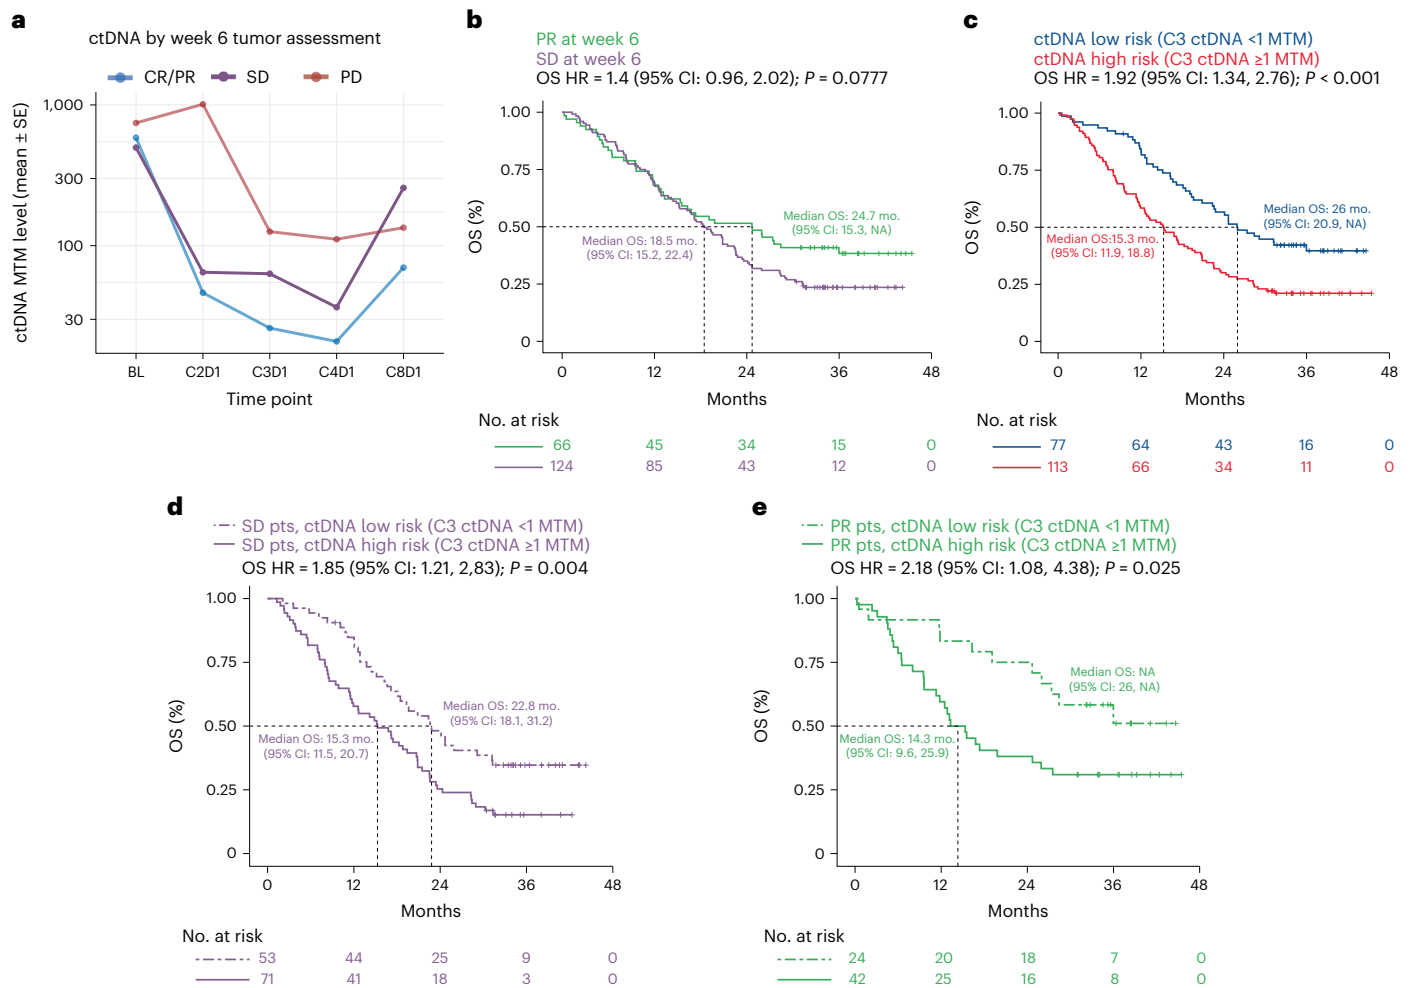 a
ctDNA by week 6 tumor assessment
CR/PR SD PD
ctDNA MTM level (mean ± SE)
1,000
300
100
30
BL C2D1 C3D1 C4D1 C8D1
Time point
b
PR at week 6
SD at week 6
OS HR = 1.4 (95% CI: 0.96, 2.02); P = 0.0777
OS (%)
1.00
0.75
0.50
0.25
0
Median OS: 24.7 mo.
(95% CI: 15.3, NA)
Median OS: 18.5 mo.
(95% CI: 15.2, 22.4)
0 12 24 36 48
Months
No. at risk
66 45 34 15 0
124 85 43 12 0
c
ctDNA low risk (C3 ctDNA <1 MTM)
ctDNA high risk (C3 ctDNA ≥1 MTM)
OS HR = 1.92 (95% CI: 1.34, 2.76); P < 0.001
OS (%)
1.00
0.75
0.50
0.25
0
Median OS: 26 mo.
(95% CI: 20.9, NA)
Median OS:15.3 mo.
(95% CI: 11.9, 18.8)
0 12 24 36 48
Months
No. at risk
77 64 43 16 0
113 66 34 11 0
d
SD pts, ctDNA low risk (C3 ctDNA <1 MTM)
SD pts, ctDNA high risk (C3 ctDNA ≥1 MTM)
OS HR = 1.85 (95% CI: 1.21, 2,83); P = 0.004
OS (%)
1.00
0.75
0.50
0.25
0
Median OS: 22.8 mo.
(95% CI: 18.1, 31.2)
Median OS: 15.3 mo.
(95% CI: 11.5, 20.7)
0 12 24 36 48
Months
No. at risk
53 44 25 9 0
71 41 18 3 0
e
PR pts, ctDNA low risk (C3 ctDNA <1 MTM)
PR pts, ctDNA high risk (C3 ctDNA ≥1 MTM)
OS HR = 2.18 (95% CI: 1.08, 4.38); P = 0.025
OS (%)
1.00
0.75
0.50
0.25
0
Median OS: NA
(95% CI: 26, NA)
Median OS: 14.3 mo.
(95% CI: 9.6, 25.9)
0 12 24 36 48
Months
No. at risk
24 20 18 7 0
42 25 16 8 0